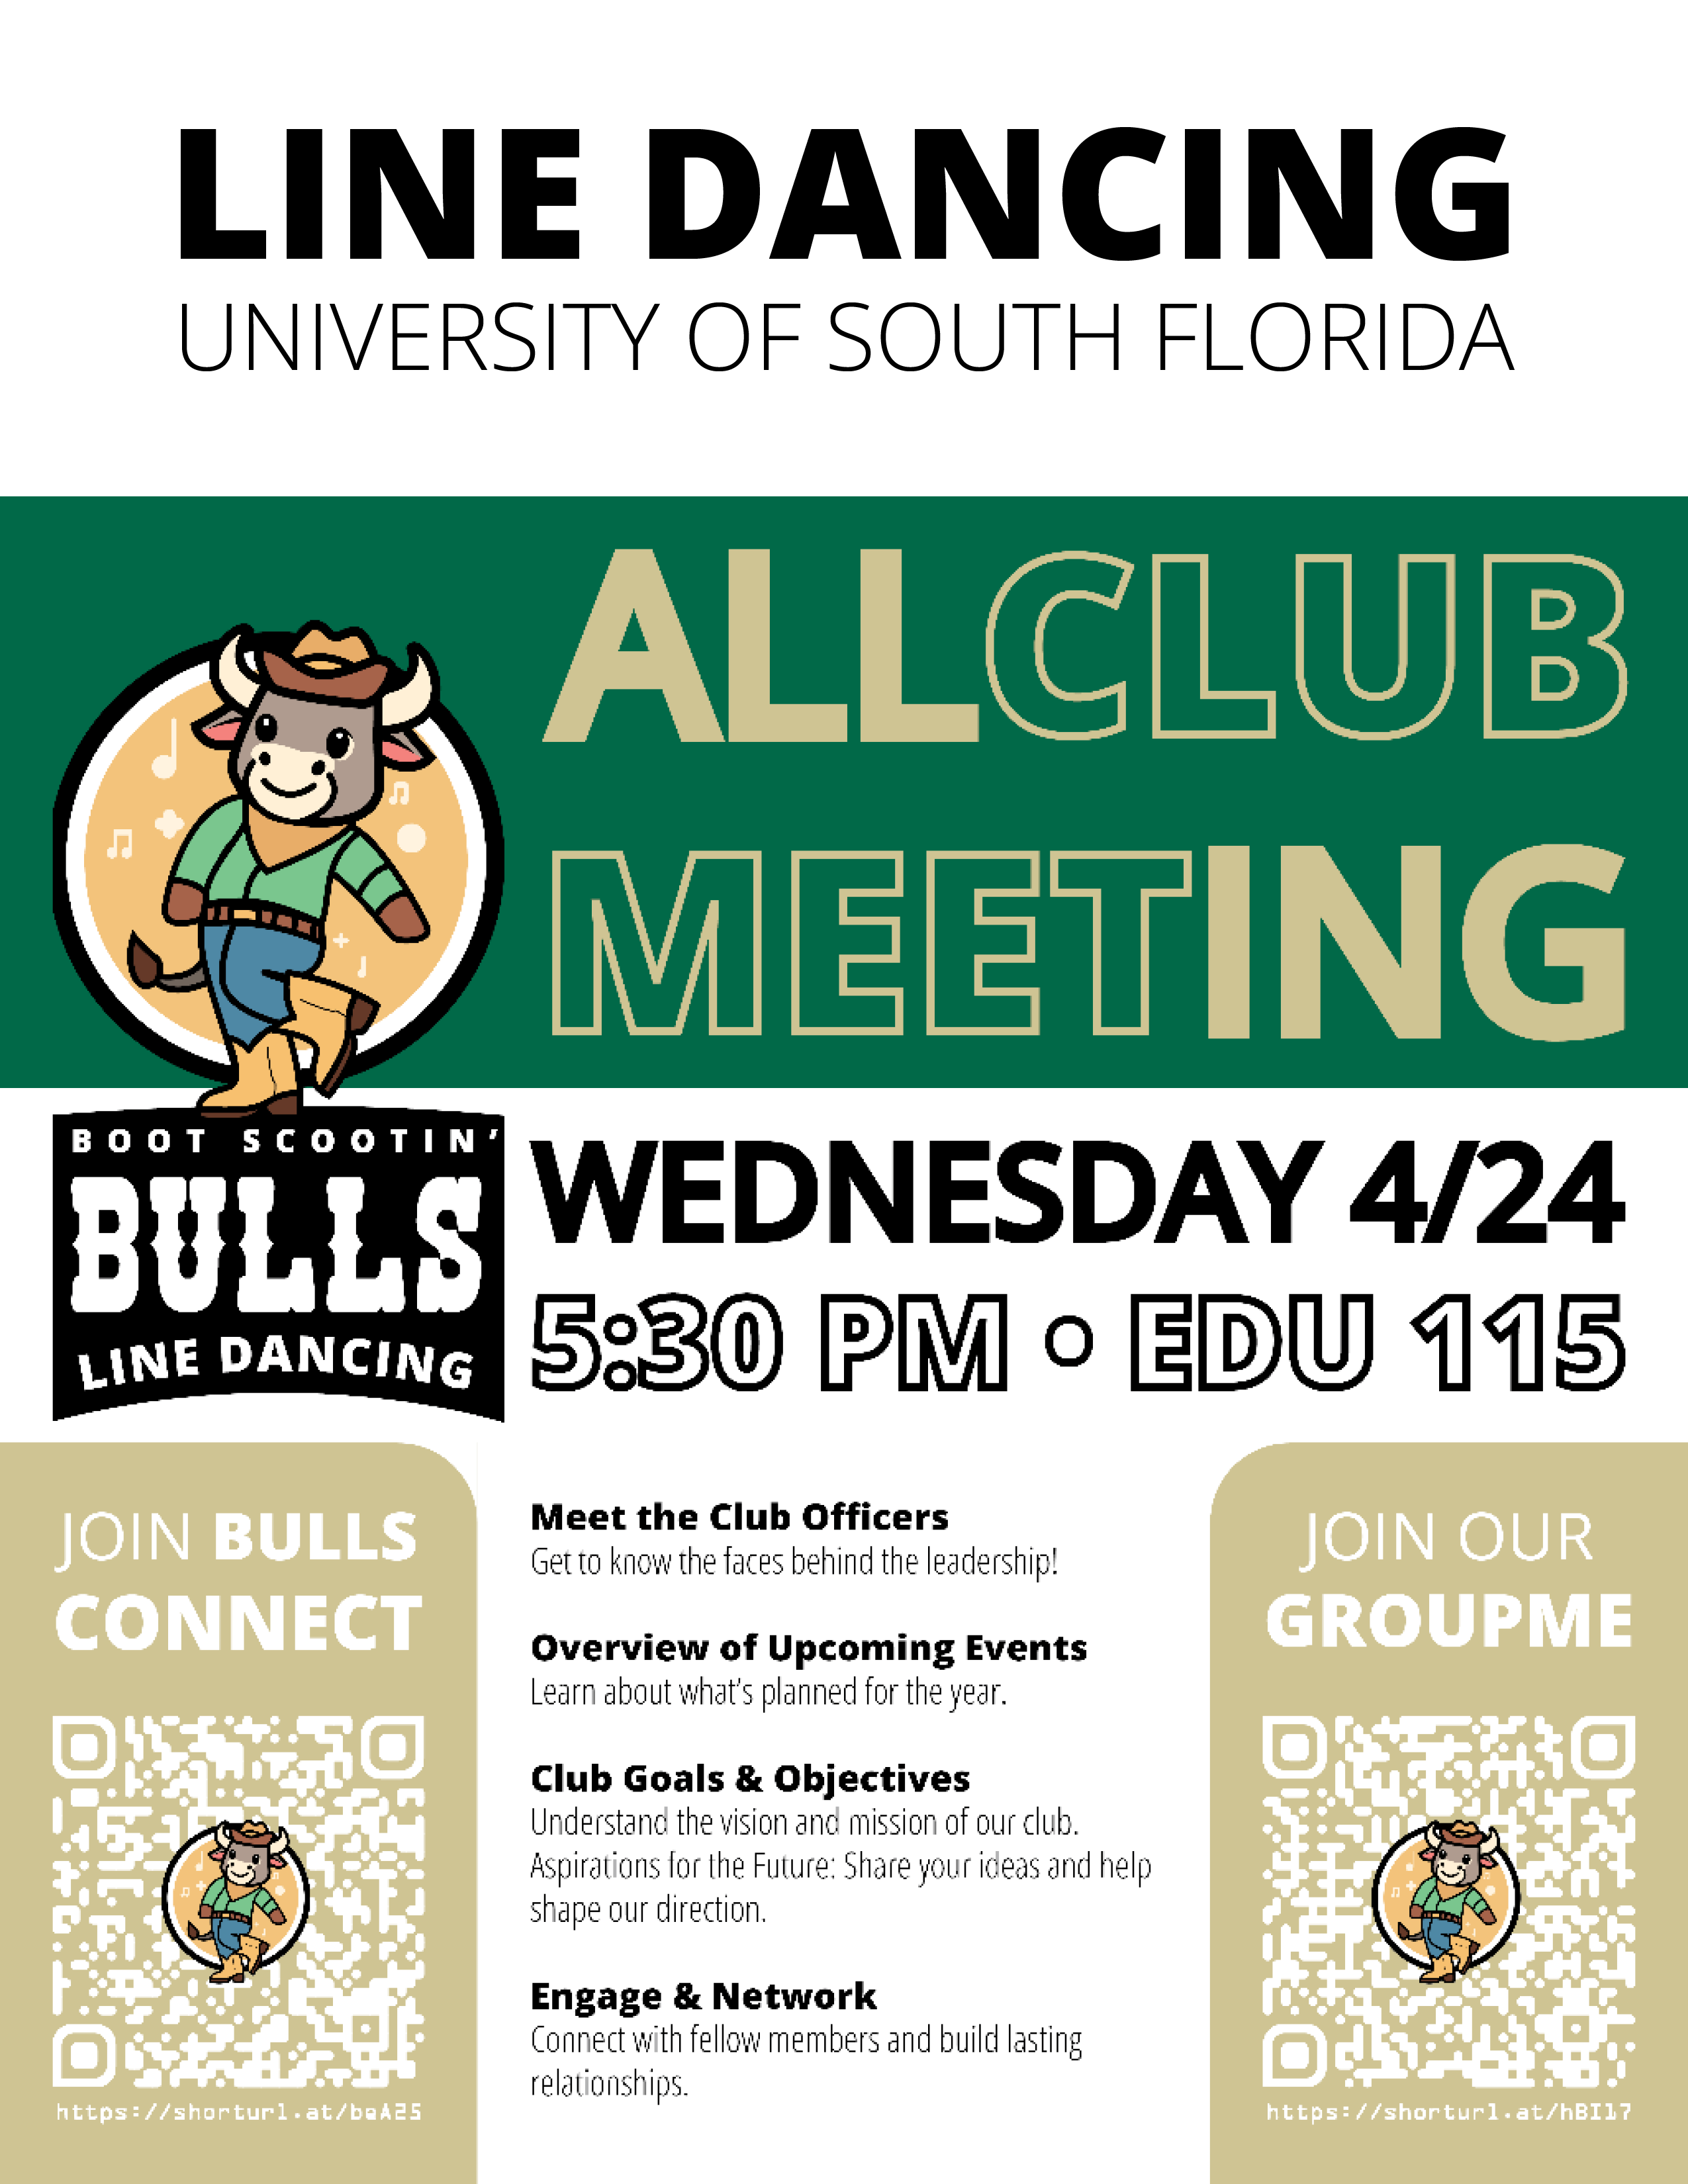 LINE DANCING
UNIVERSITY OF SOUTH FLORIDA
ALLCLUB
MEETING
BOOT SCOOTIN'
BULLS
LINE DANCING
WEDNESDAY 4/24
5:30 PM • EDU 115
JOIN BULLS
CONNECT
https://shorturl.at/beA25
Meet the Club Officers
Get to know the faces behind the leadership!
Overview of Upcoming Events
Learn about what’s planned for the year.
Club Goals & Objectives
Understand the vision and mission of our club.
Aspirations for the Future: Share your ideas and help
shape our direction.
Engage & Network
Connect with fellow members and build lasting
relationships.
JOIN OUR
GROUPME
https://shorturl.at/hBI17